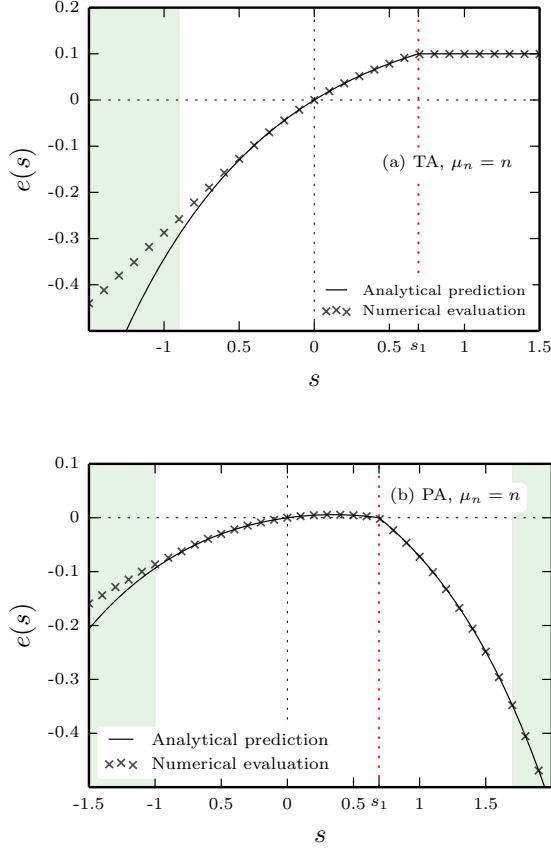 0.2
0.1
0
-0.1
-0.2
-0.3
-0.4
e(s)
(a) TA, μₙ = n
Analytical prediction
Numerical evaluation
-1
0.5
0
0.5
s₁
1
1.5
s
0.1
0
-0.1
-0.2
-0.3
-0.4
e(s)
(b) PA, μₙ = n
Analytical prediction
Numerical evaluation
-1.5
-1
0.5
0
0.5
s₁
1
1.5
s